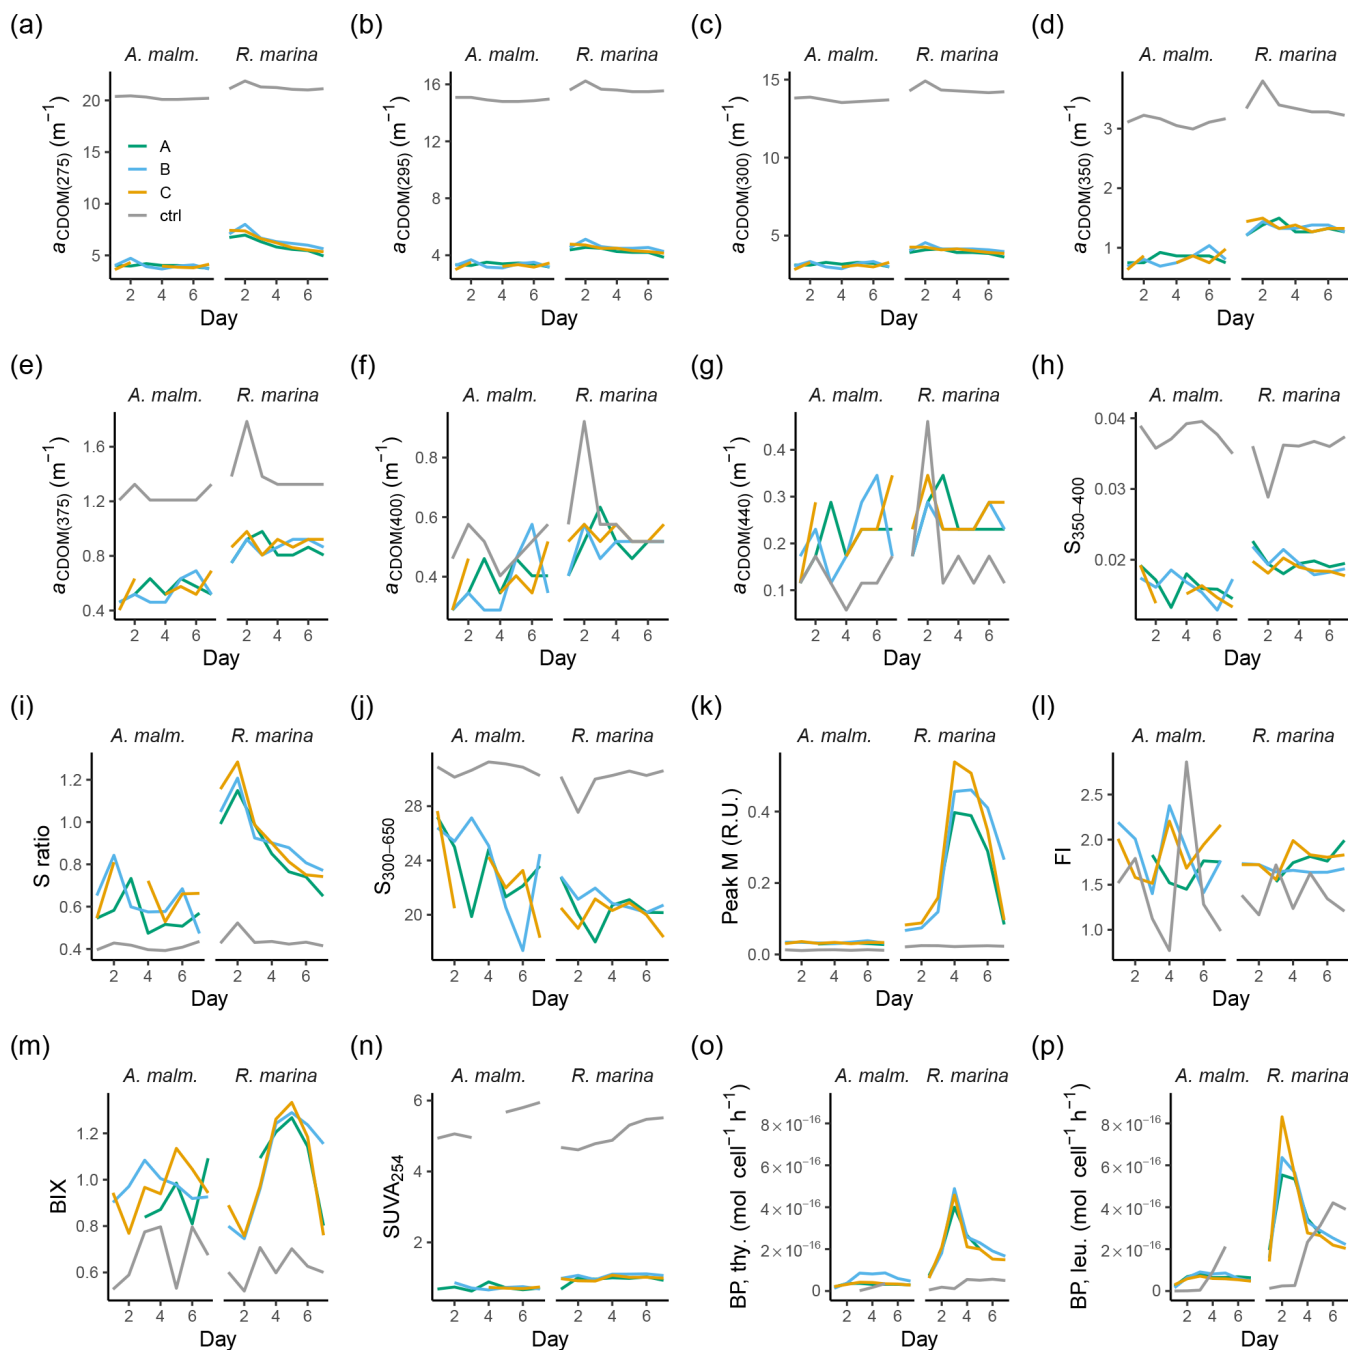 (a) (b) (c) (d)
A. malm. R. marina A. malm. R. marina A. malm. R. marina A. malm. R. marina
aCDOM(275) (m−1)
20
15
10
5
A
B
C
ctrl
2 4 6 2 4 6
Day
aCDOM(295) (m−1)
16
12
8
4
2 4 6 2 4 6
Day
aCDOM(300) (m−1)
15
10
5
2 4 6 2 4 6
Day
aCDOM(350) (m−1)
3
2
1
2 4 6 2 4 6
Day
(e) (f) (g) (h)
A. malm. R. marina A. malm. R. marina A. malm. R. marina A. malm. R. marina
aCDOM(375) (m−1)
1.6
1.2
0.8
0.4
2 4 6 2 4 6
Day
aCDOM(400) (m−1)
0.8
0.6
0.4
2 4 6 2 4 6
Day
aCDOM(440) (m−1)
0.4
0.3
0.2
0.1
2 4 6 2 4 6
Day
S350–400
0.04
0.03
0.02
2 4 6 2 4 6
Day
(i) (j) (k) (l)
A. malm. R. marina A. malm. R. marina A. malm. R. marina A. malm. R. marina
S ratio
1.2
1.0
0.8
0.6
0.4
2 4 6 2 4 6
Day
S300–650
28
24
20
2 4 6 2 4 6
Day
Peak M (R.U.)
0.4
0.2
0.0
2 4 6 2 4 6
Day
FI
2.5
2.0
1.5
1.0
2 4 6 2 4 6
Day
(m) (n) (o) (p)
A. malm. R. marina A. malm. R. marina A. malm. R. marina A. malm. R. marina
BIX
1.2
1.0
0.8
0.6
2 4 6 2 4 6
Day
SUVA254
6
4
2
2 4 6 2 4 6
Day
BP, thy. (mol cell−1 h−1)
8 × 10−16
6 × 10−16
4 × 10−16
2 × 10−16
0
2 4 6 2 4 6
Day
BP, leu. (mol cell−1 h−1)
8 × 10−16
6 × 10−16
4 × 10−16
2 × 10−16
0
2 4 6 2 4 6
Day